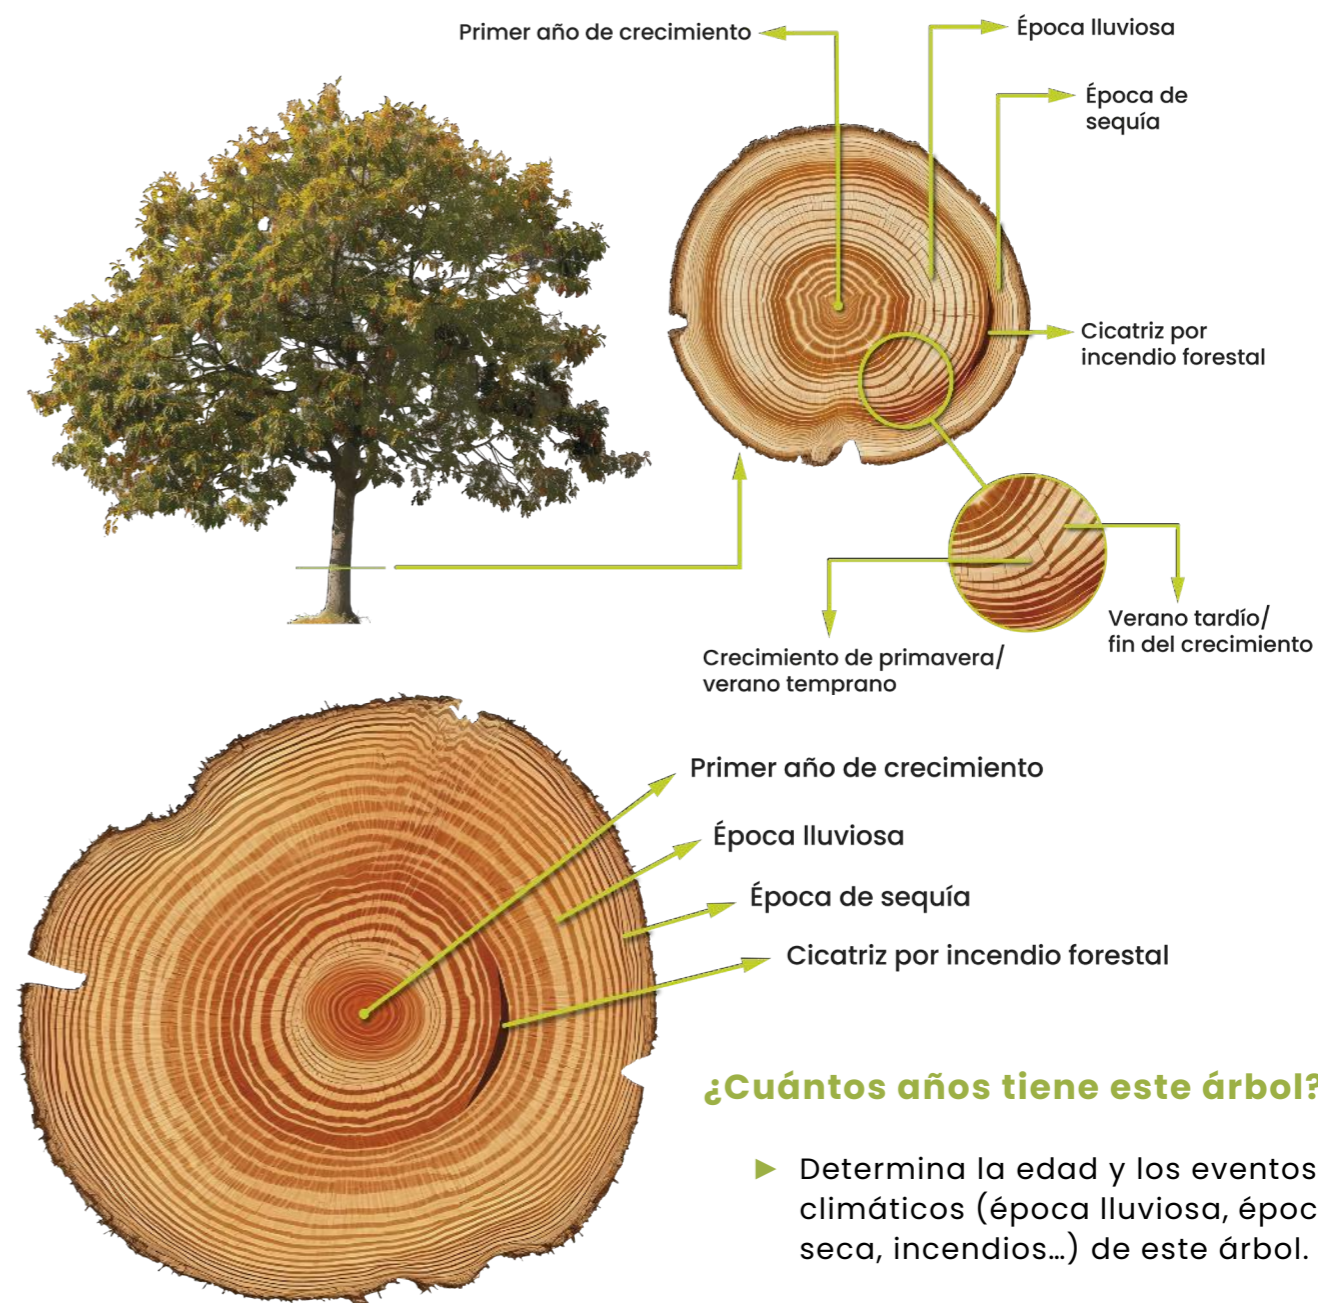 Primer año de crecimiento
Época lluviosa
Época de
sequía
Cicatriz por
incendio forestal
Verano tardío/
fin del crecimiento
Crecimiento de primavera/
verano temprano
Primer año de crecimiento
Época lluviosa
Época de sequía
Cicatriz por incendio forestal
¿Cuántos años tiene este árbol?
► Determina la edad y los eventos
climáticos (época lluviosa, époc
seca, incendios...) de este árbol.